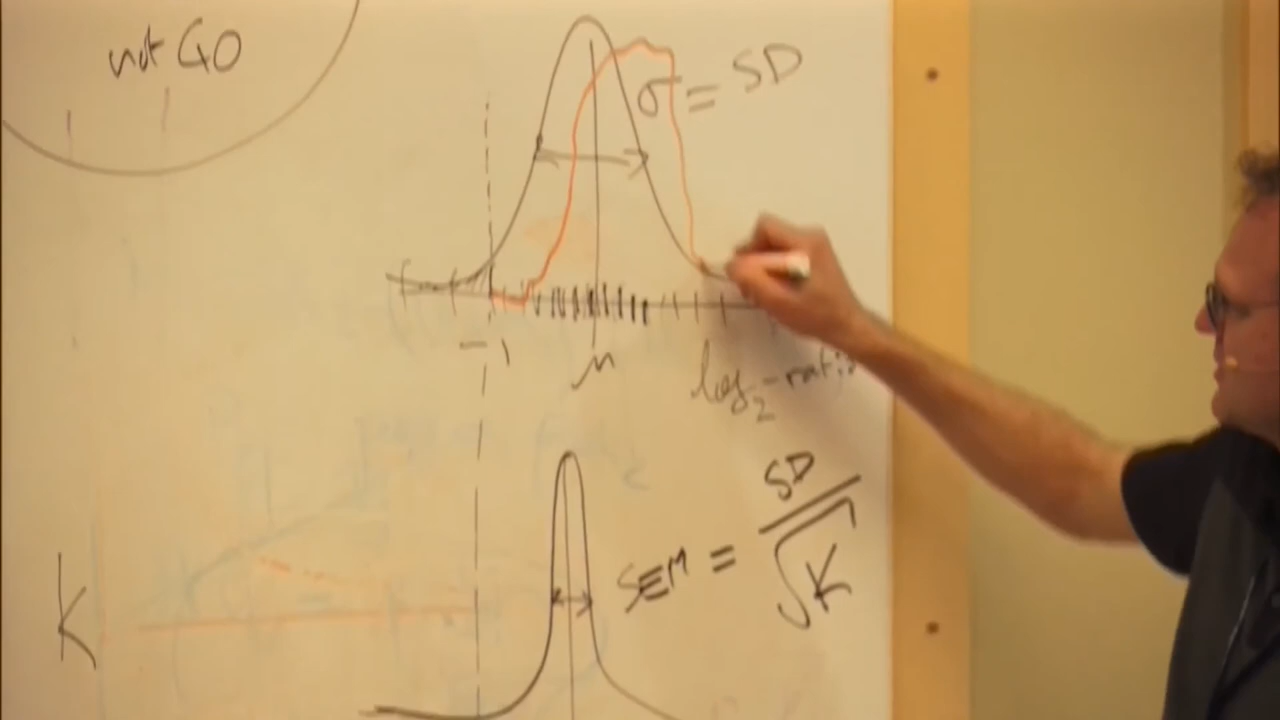 not GO
σ = SD
-1
μ
log2-ratio
SD
SEM = √K
K